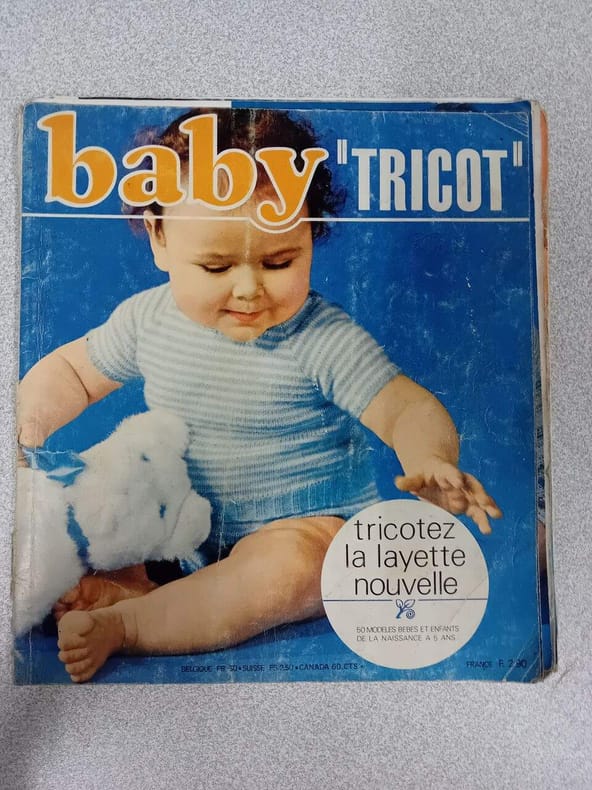 baby "TRICOT"
tricotez
la layette
nouvelle
50 MODELES BEBES ET ENFANTS
DE LA NAISSANCE A 5 ANS
BELGIQUE FB 30 • SUISSE FS 2.50 • CANADA 60 CTS •
FRANCE F. 2.90